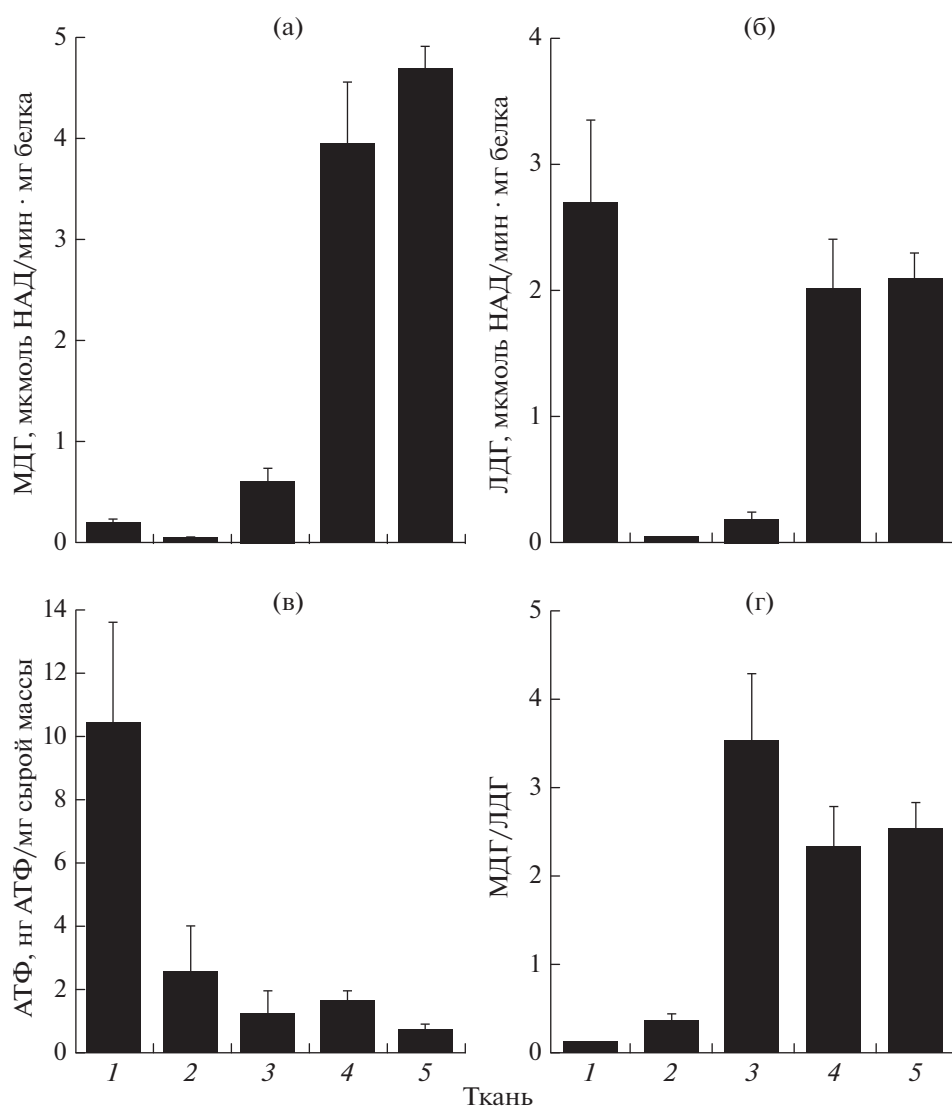 (а)
МДГ, мкмоль НАД/мин · мг белка
5
4
3
2
1
0
(б)
ЛДГ, мкмоль НАД/мин · мг белка
4
3
2
1
0
(в)
АТФ, нг АТФ/мг сырой массы
14
12
10
8
6
4
2
0
1 2 3 4 5
(г)
МДГ/ЛДГ
5
4
3
2
1
0
1 2 3 4 5
Ткань